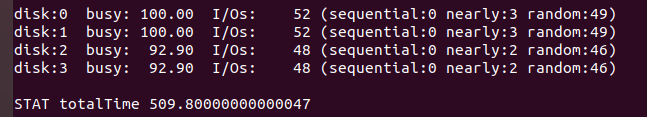 disk:0  busy: 100.00  I/Os:    52 (sequential:0 nearly:3 random:49)
disk:1  busy: 100.00  I/Os:    52 (sequential:0 nearly:3 random:49)
disk:2  busy:  92.90  I/Os:    48 (sequential:0 nearly:2 random:46)
disk:3  busy:  92.90  I/Os:    48 (sequential:0 nearly:2 random:46)
STAT totalTime 509.80000000000047